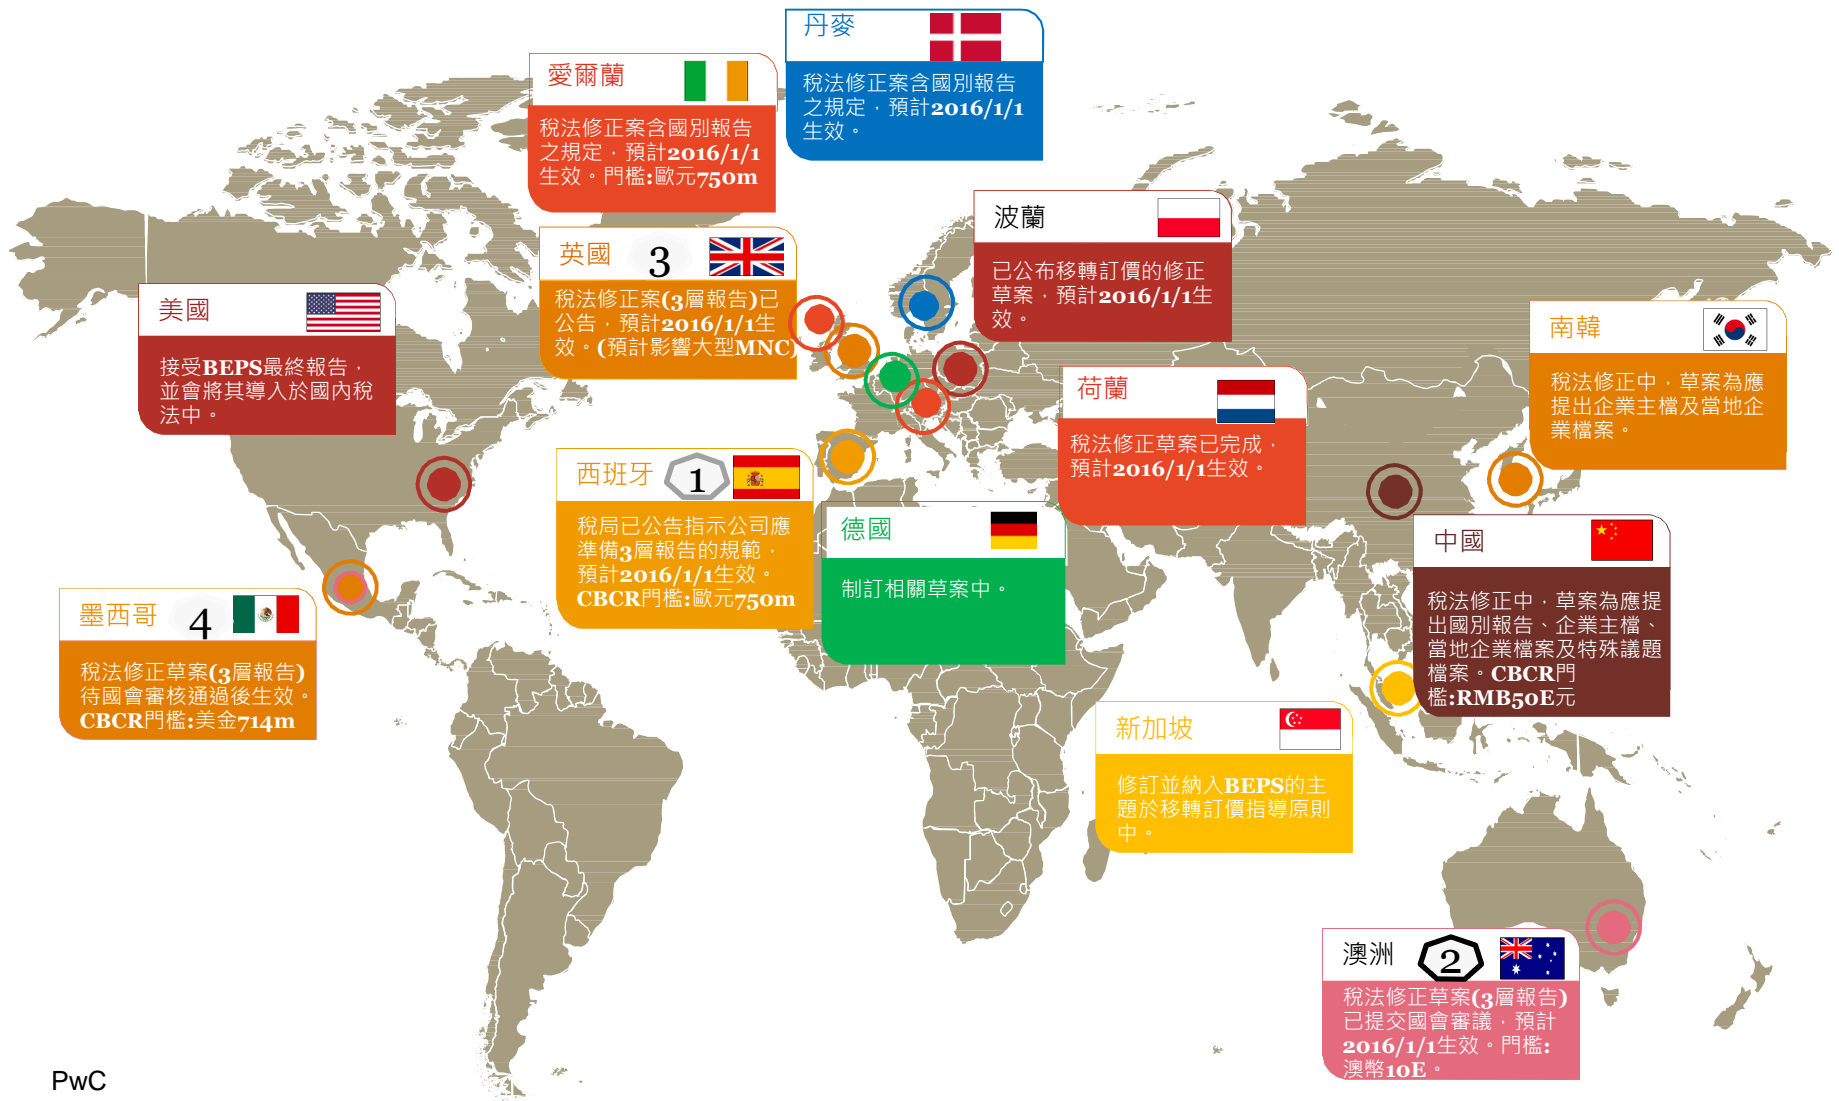 丹麥
稅法修正案含國別報告
之規定，預計2016/1/1
生效。
愛爾蘭
稅法修正案含國別報告
之規定，預計2016/1/1
生效。門檻:歐元750m
波蘭
已公布移轉訂價的修正
草案，預計2016/1/1生
效。
英國 3
稅法修正案(3層報告)已
公告，預計2016/1/1生
效。(預計影響大型MNC)
美國
接受BEPS最終報告，
並會將其導入於國內稅
法中。
南韓
稅法修正中，草案為應
提出企業主檔及當地企
業檔案。
荷蘭
稅法修正草案已完成，
預計2016/1/1生效。
西班牙 1
稅局已公告指示公司應
準備3層報告的規範，
預計2016/1/1生效。
CBCR門檻:歐元750m
德國
制訂相關草案中。
中國
稅法修正中，草案為應提
出國別報告、企業主檔、
當地企業檔案及特殊議題
檔案。CBCR門
檻:RMB50E元
墨西哥 4
稅法修正草案(3層報告)
待國會審核通過後生效。
CBCR門檻:美金714m
新加坡
修訂並納入BEPS的主
題於移轉訂價指導原則
中。
澳洲 2
稅法修正草案(3層報告)
已提交國會審議，預計
2016/1/1生效。門檻:
澳幣10E。
PwC